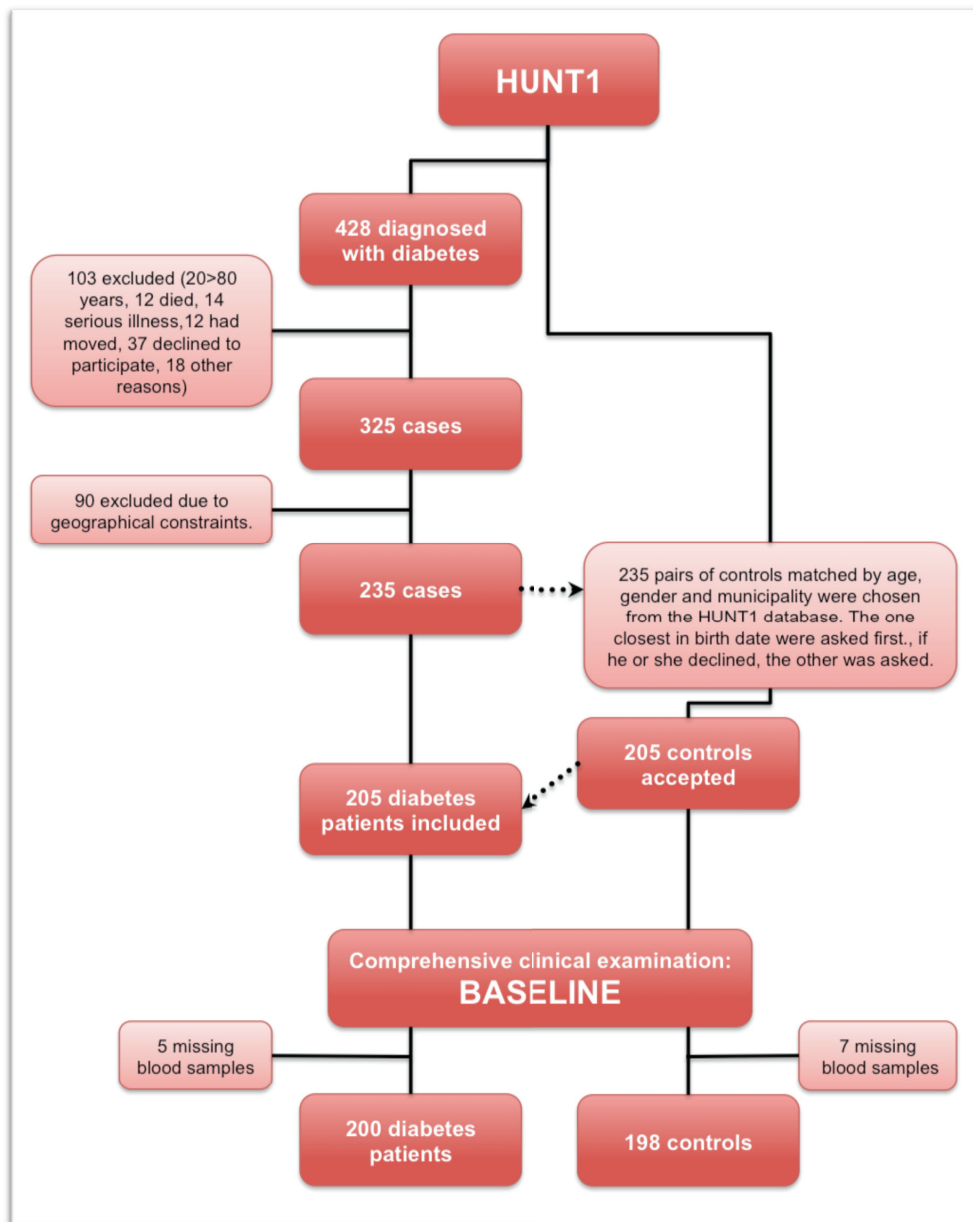 HUNT1
428 diagnosed
with diabetes
103 excluded (20>80
years, 12 died, 14
serious illness,12 had
moved, 37 declined to
participate, 18 other
reasons)
325 cases
90 excluded due to
geographical constraints.
235 cases
235 pairs of controls matched by age,
gender and municipality were chosen
from the HUNT1 database. The one
closest in birth date were asked first., if
he or she declined, the other was asked.
205 controls
accepted
205 diabetes
patients included
Comprehensive clinical examination:
BASELINE
5 missing
blood samples
7 missing
blood samples
200 diabetes
patients
198 controls